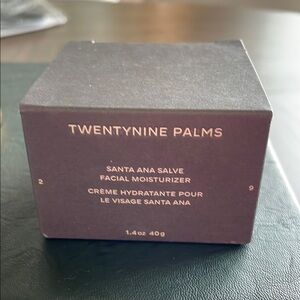 TWENTYNINE PALMS
SANTA ANA SALVE
FACIAL MOISTURIZER
2
9
CRÈME HYDRATANTE POUR
LE VISAGE SANTA ANA
1.4oz 40g